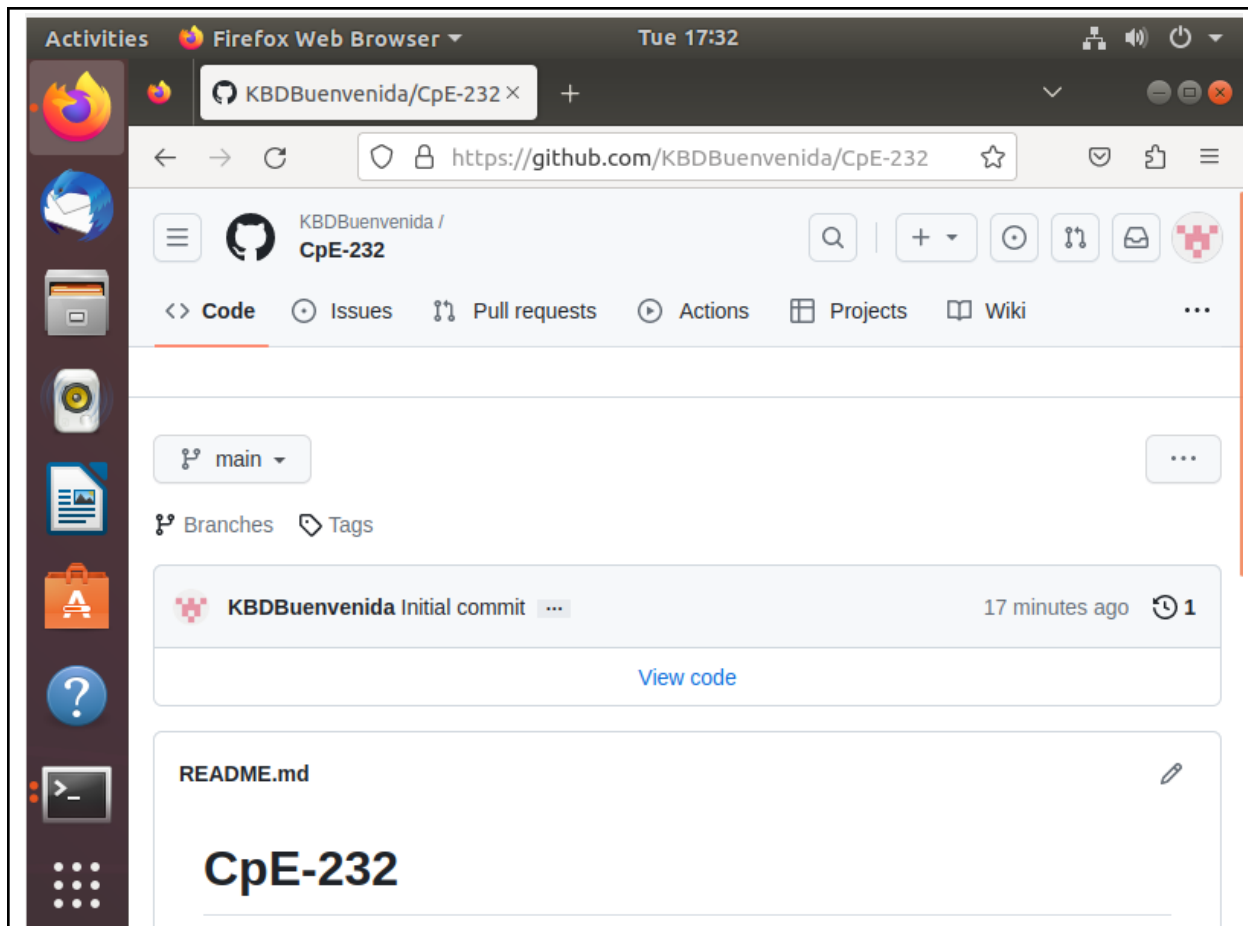 Activities Firefox Web Browser Tue 17:32
KBDBuenvenida/CpE-232
https://github.com/KBDBuenvenida/CpE-232
KBDBuenvenida /
CpE-232
Code Issues Pull requests Actions Projects Wiki
main
Branches Tags
KBDBuenvenida Initial commit 17 minutes ago 1
View code
README.md
CpE-232